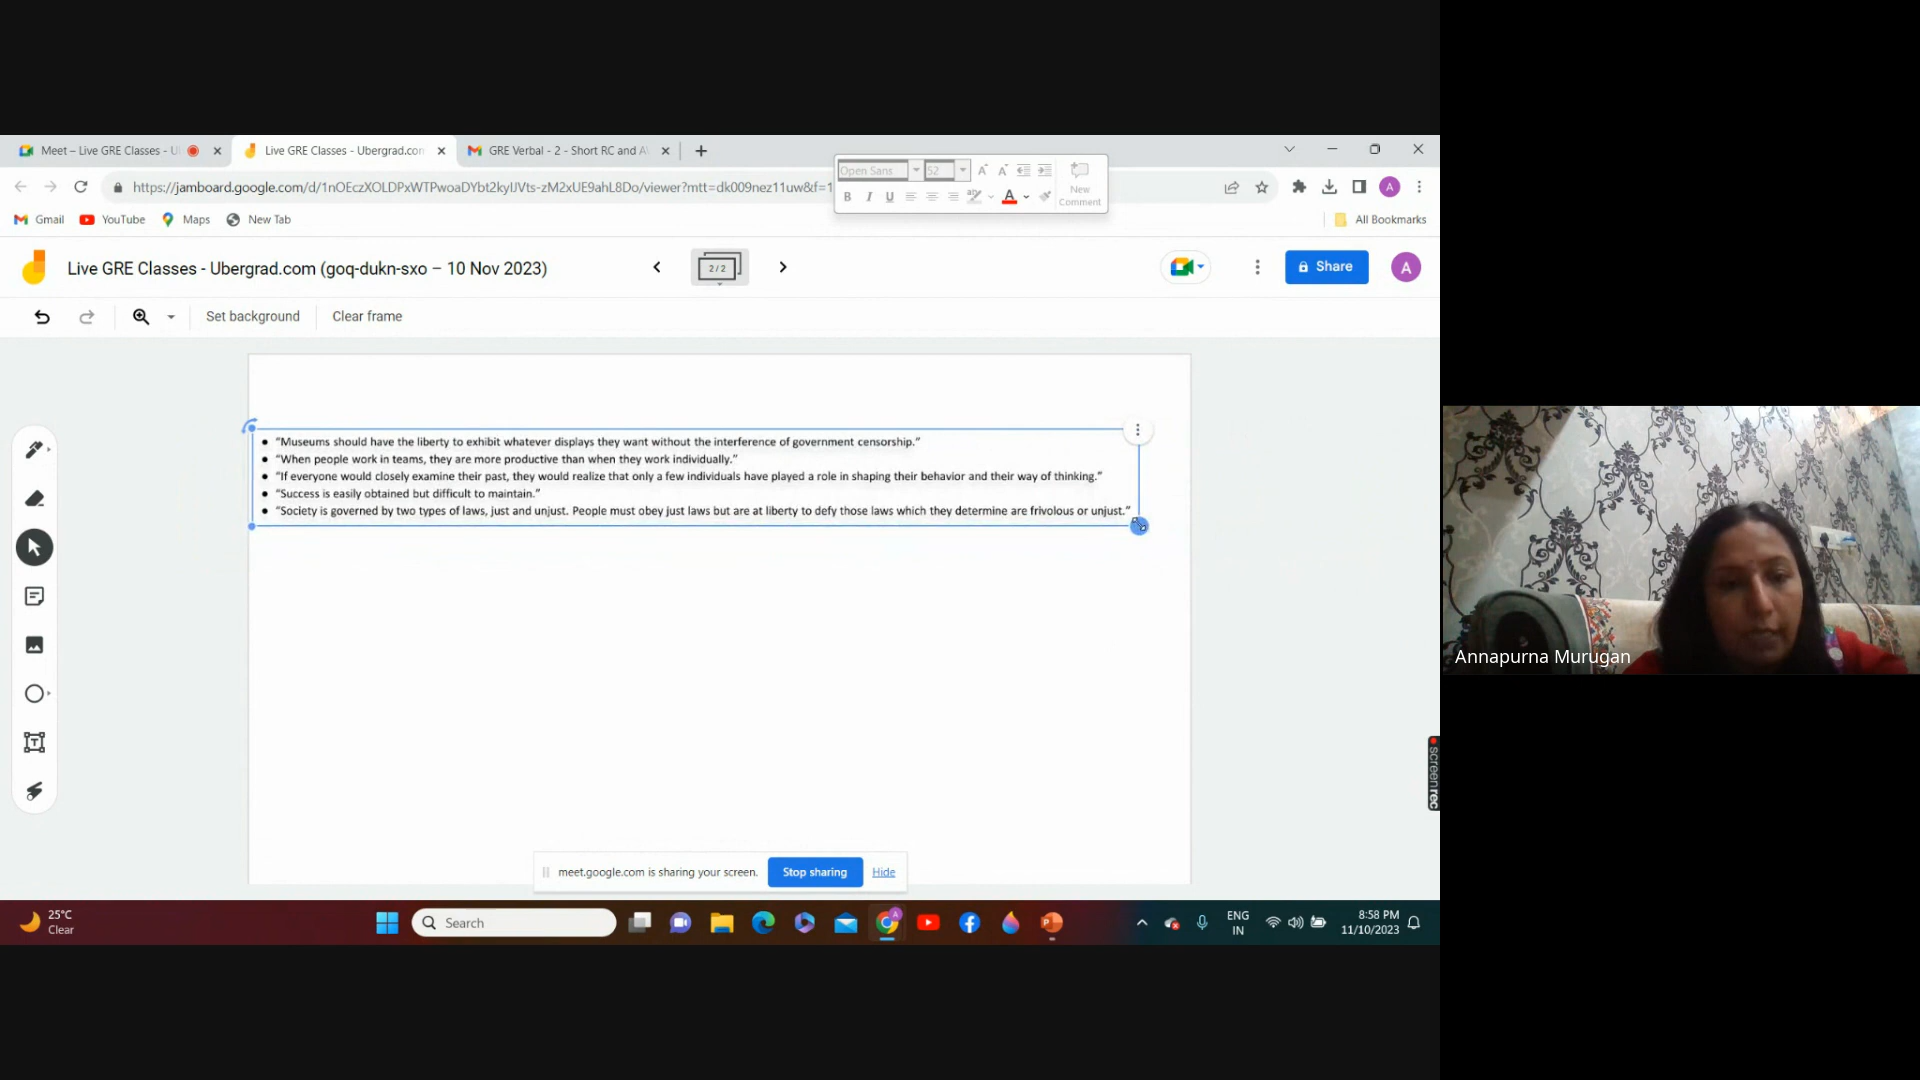 Meet – Live GRE Classes - U
Live GRE Classes - Ubergrad.con
GRE Verbal - 2 - Short RC and A
https://jamboard.google.com/d/1nOEczXOLDPxWTPwoaDYbt2kyIJVts-zM2xUE9ahL8Do/viewer?mtt=dk009nez11uw&f=1
Open Sans
52
New
Comment
B I U
A
Gmail
YouTube
Maps
New Tab
All Bookmarks
Live GRE Classes - Ubergrad.com (goq-dukn-sxo – 10 Nov 2023)
2 / 2
Share
A
Set background
Clear frame
• “Museums should have the liberty to exhibit whatever displays they want without the interference of government censorship.”
• “When people work in teams, they are more productive than when they work individually.”
• “If everyone would closely examine their past, they would realize that only a few individuals have played a role in shaping their behavior and their way of thinking.”
• “Success is easily obtained but difficult to maintain.”
• “Society is governed by two types of laws, just and unjust. People must obey just laws but are at liberty to defy those laws which they determine are frivolous or unjust.”
Annapurna Murugan
screenrec
meet.google.com is sharing your screen.
Stop sharing
Hide
25°C
Clear
Search
ENG
IN
8:58 PM
11/10/2023